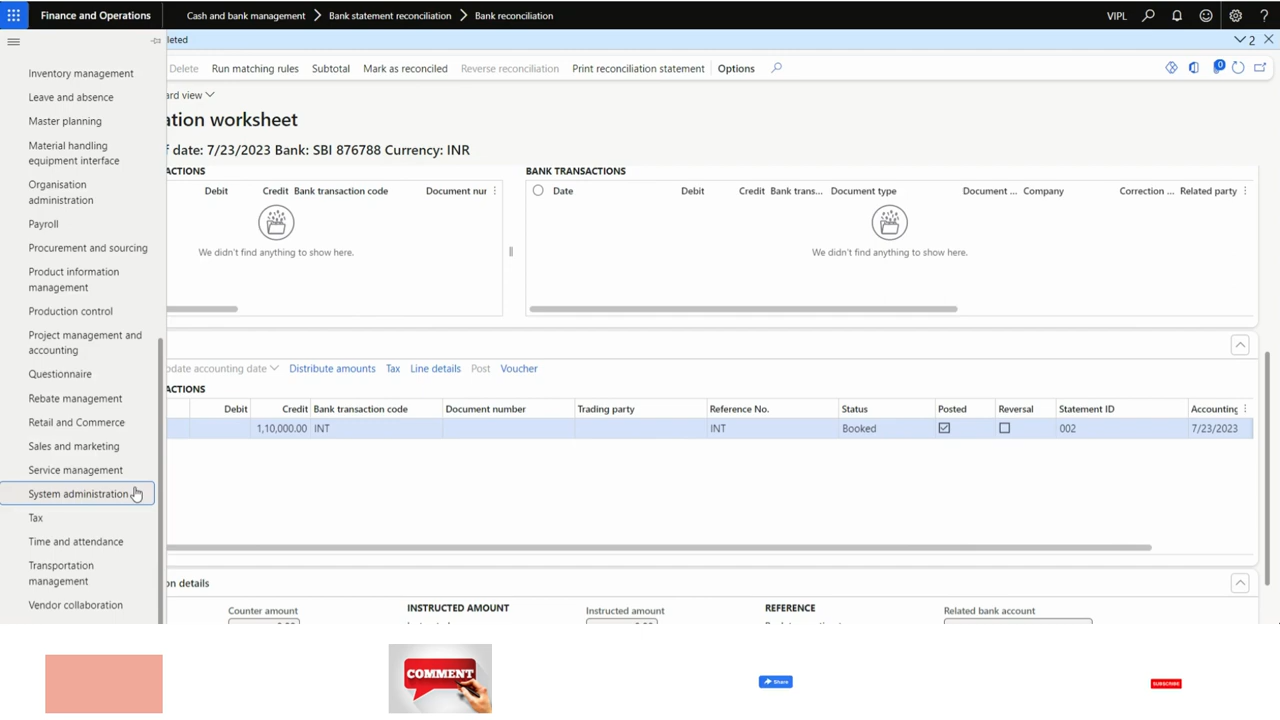 Finance and Operations
Cash and bank management
Bank statement reconciliation
Bank reconciliation
VIPL
?
leted
2
Inventory management
Leave and absence
Master planning
Material handling
equipment interface
Organisation
administration
Payroll
Procurement and sourcing
Product information
management
Production control
Project management and
accounting
Questionnaire
Rebate management
Retail and Commerce
Sales and marketing
Service management
System administration
Tax
Time and attendance
Transportation
management
Vendor collaboration
Delete
Run matching rules
Subtotal
Mark as reconciled
Reverse reconciliation
Print reconciliation statement
Options
0
ard view
ation worksheet
f date: 7/23/2023 Bank: SBI 876788 Currency: INR
ACTIONS
Debit
Credit
Bank transaction code
Document nur
We didn't find anything to show here.
BANK TRANSACTIONS
Date
Debit
Credit
Bank trans...
Document type
Document ...
Company
Correction ...
Related party
We didn't find anything to show here.
pdate accounting date
Distribute amounts
Tax
Line details
Post
Voucher
ACTIONS
Debit
Credit
Bank transaction code
Document number
Trading party
Reference No.
Status
Posted
Reversal
Statement ID
Accounting
1,10,000.00
INT
INT
Booked
002
7/23/2023
on details
Counter amount
INSTRUCTED AMOUNT
Instructed amount
REFERENCE
Related bank account
COMMENT
Share
SUBSCRIBE